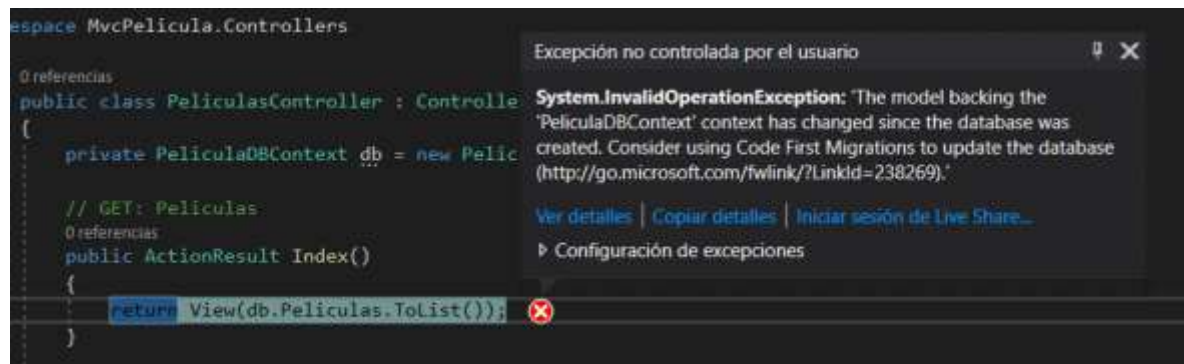 espace MvcPelicula.Controllers
0 referencias
public class PeliculasController : Controlle
{
private PeliculaDBContext db = new Pelic
// GET: Peliculas
0 referencias
public ActionResult Index()
{
return View(db.Peliculas.ToList());
}
Excepción no controlada por el usuario
System.InvalidOperationException: 'The model backing the
'PeliculaDBContext' context has changed since the database was
created. Consider using Code First Migrations to update the database
(http://go.microsoft.com/fwlink/?LinkId=238269).'
Ver detalles | Copiar detalles | Iniciar sesión de Live Share...
Configuración de excepciones